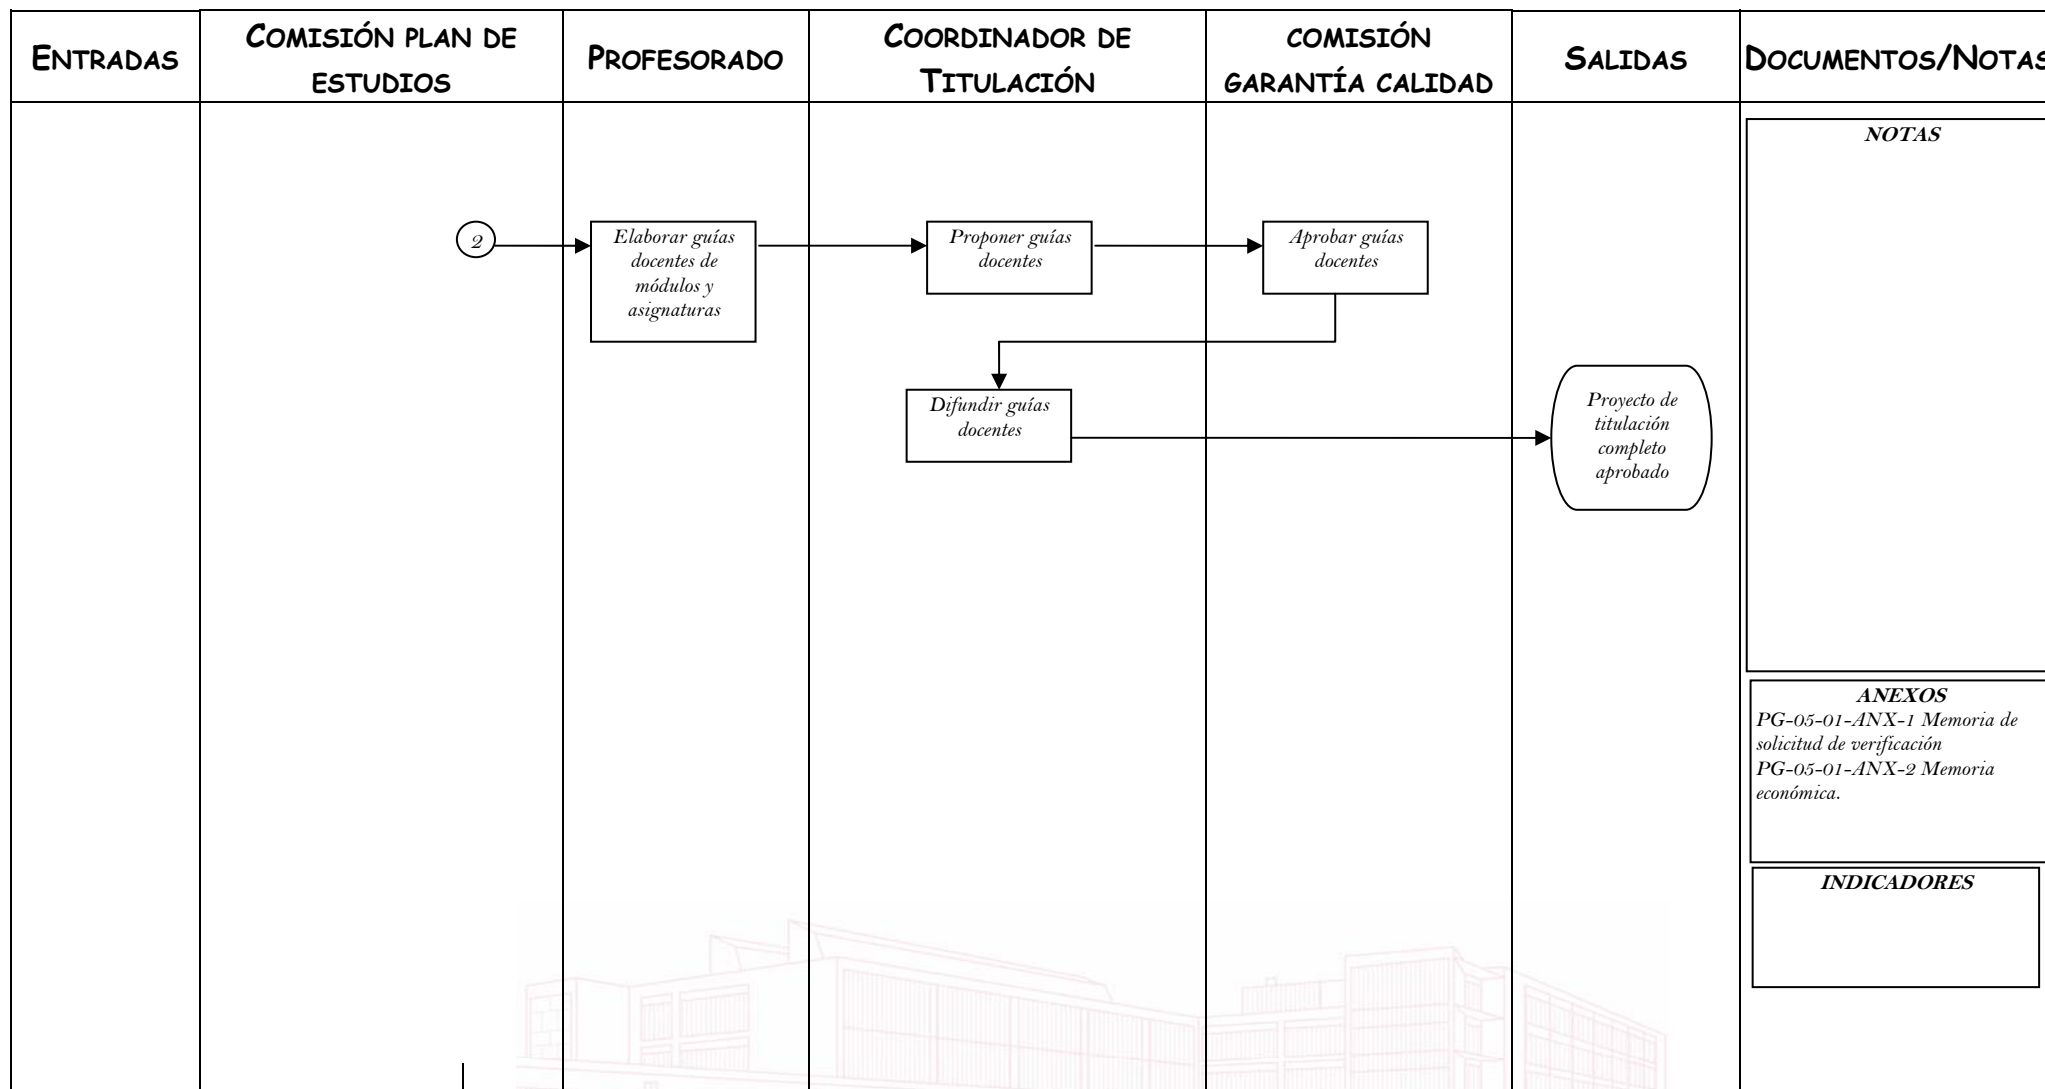 ENTRADAS
COMISIÓN PLAN DE
ESTUDIOS
PROFESORADO
COORDINADOR DE
TITULACIÓN
COMISIÓN
GARANTÍA CALIDAD
SALIDAS
DOCUMENTOS/NOTAS
2
Elaborar guías
docentes de
módulos y
asignaturas
Proponer guías
docentes
Aprobar guías
docentes
Difundir guías
docentes
Proyecto de
titulación
completo
aprobado
NOTAS
ANEXOS
PG-05-01-ANX-1 Memoria de
solicitud de verificación
PG-05-01-ANX-2 Memoria
económica.
INDICADORES